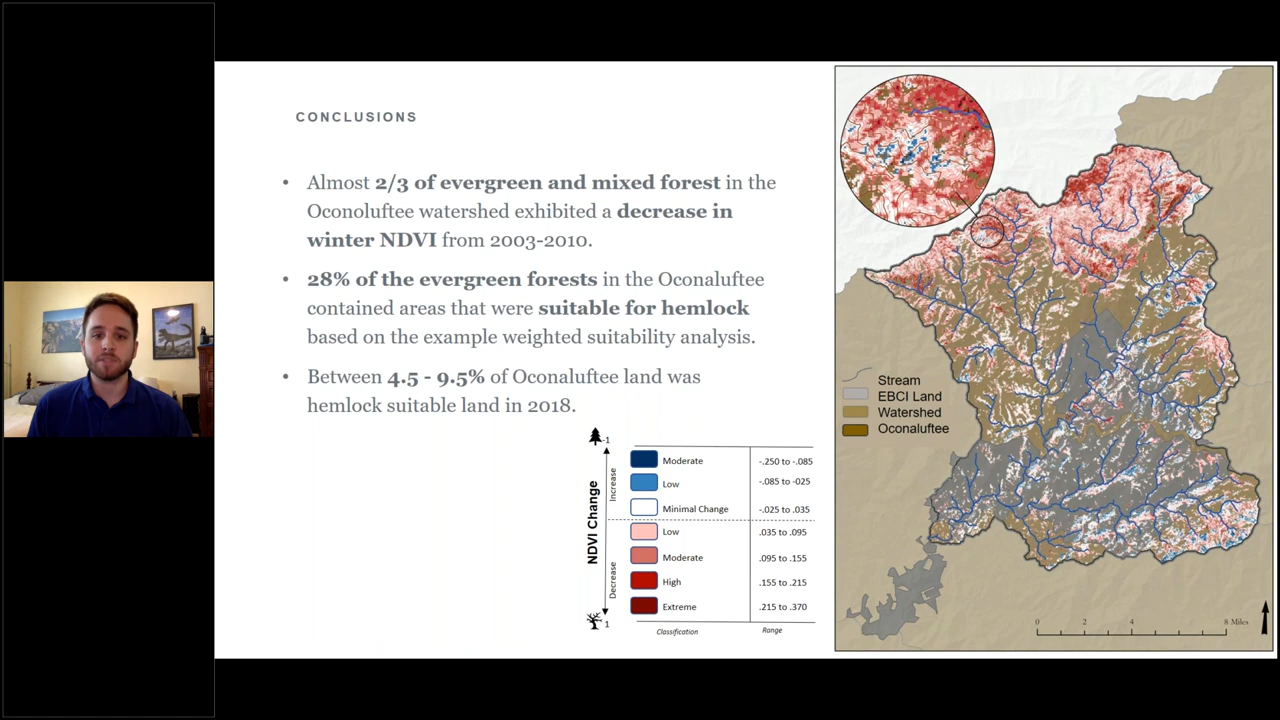 CONCLUSIONS
• Almost 2/3 of evergreen and mixed forest in the
Oconoluftee watershed exhibited a decrease in
winter NDVI from 2003-2010.
• 28% of the evergreen forests in the Oconaluftee
contained areas that were suitable for hemlock
based on the example weighted suitability analysis.
• Between 4.5 - 9.5% of Oconaluftee land was
hemlock suitable land in 2018.
-1
NDVI Change
Increase
Decrease
1
Moderate -.250 to -.085
Low -.085 to -025
Minimal Change -.025 to .035
Low .035 to .095
Moderate .095 to .155
High .155 to .215
Extreme .215 to .370
Classification Range
Stream
EBCI Land
Watershed
Oconaluftee
0 2 4 8 Miles